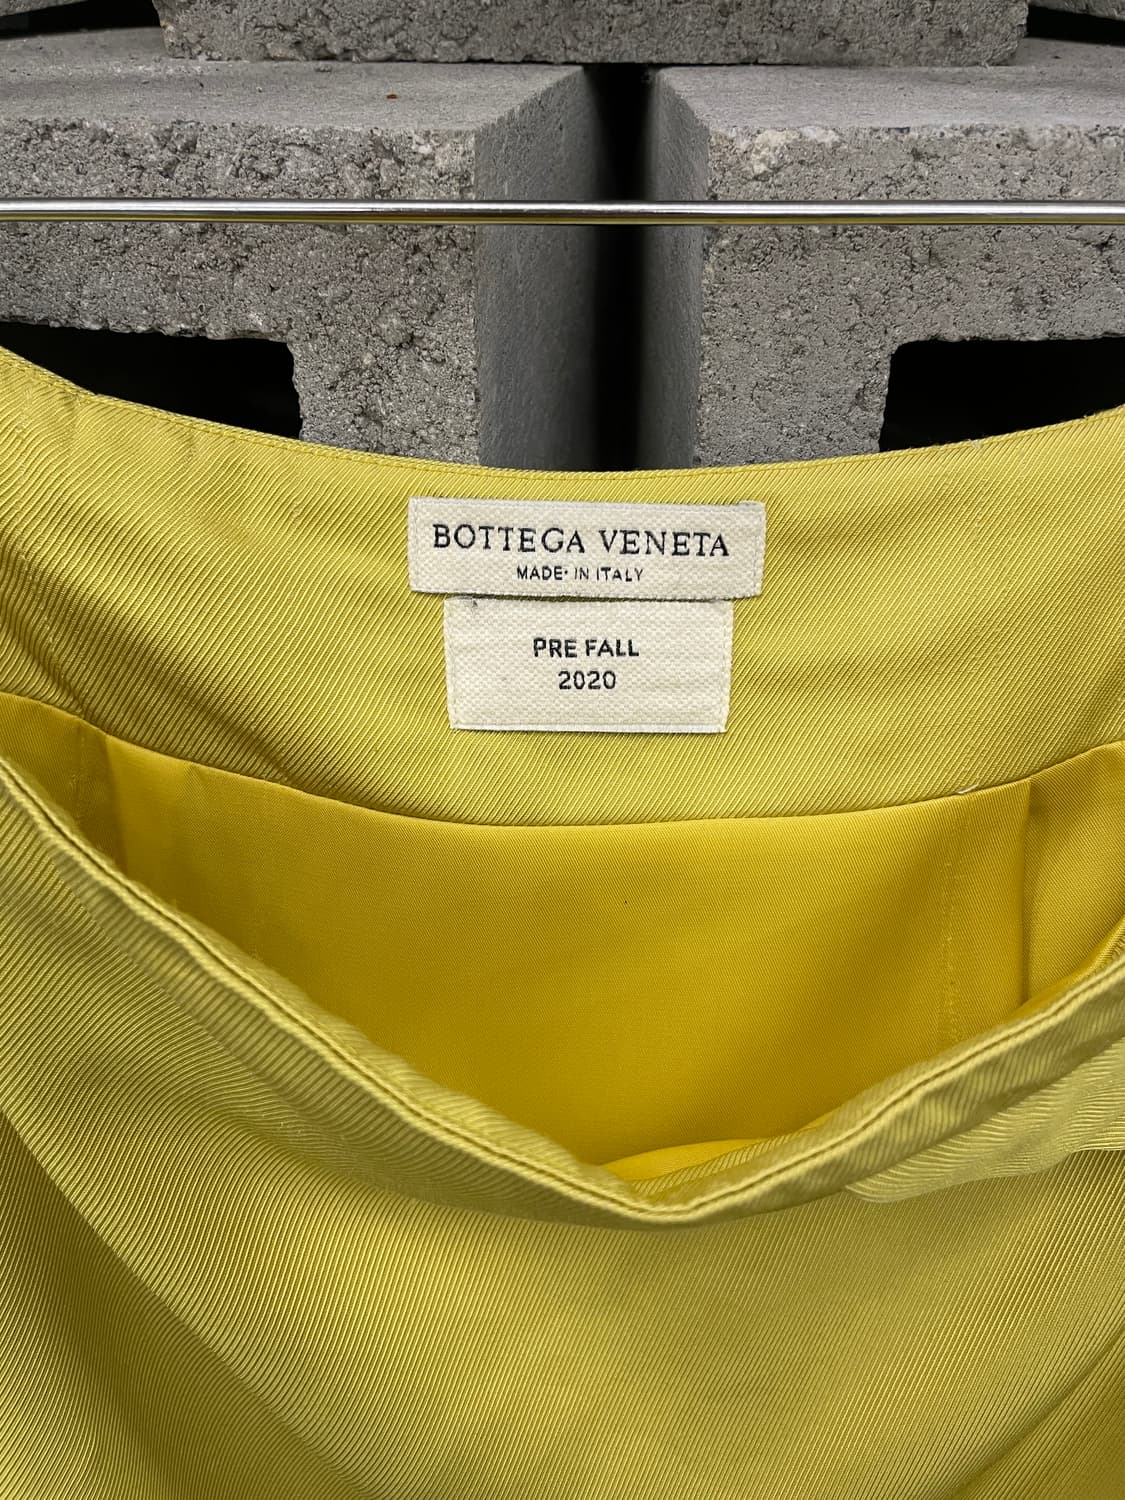 BOTTEGA VENETA
MADE IN ITALY
PRE FALL
2020